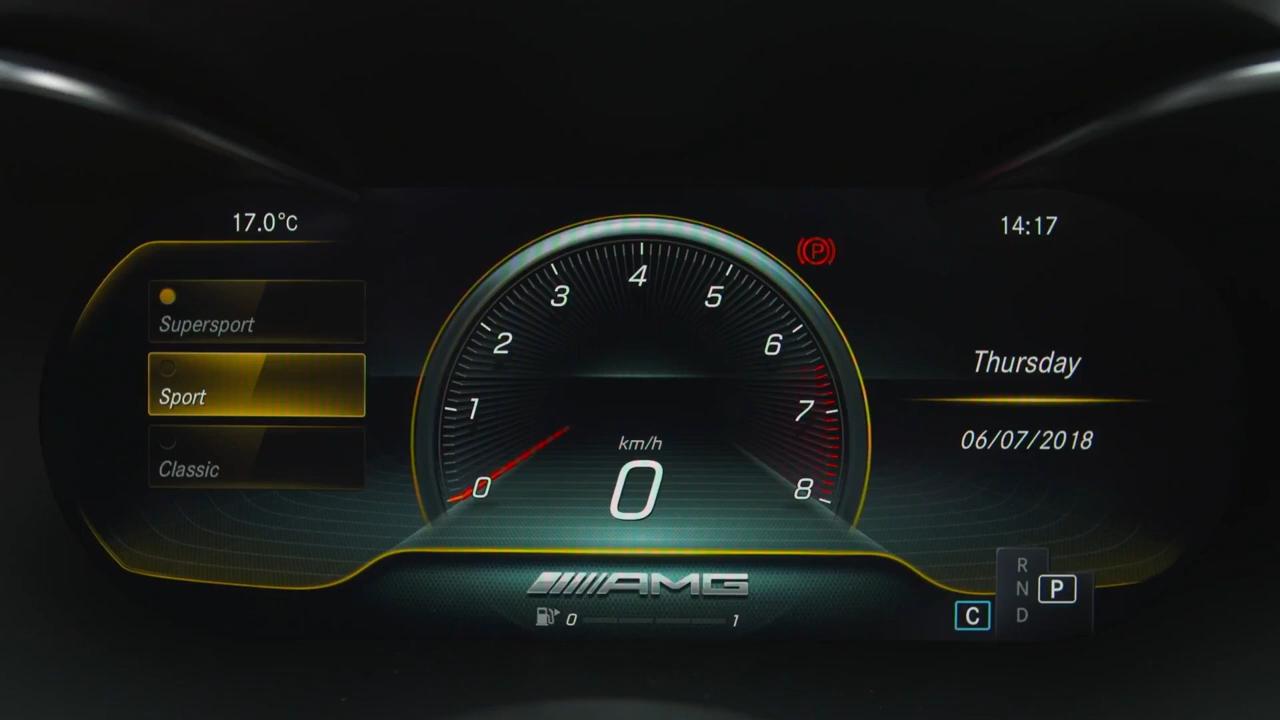 17.0°C
14:17
Supersport
Sport
Classic
0
1
2
3
4
5
6
7
8
km/h
0
P
Thursday
06/07/2018
AMG
0 1
C
R
N
D
P